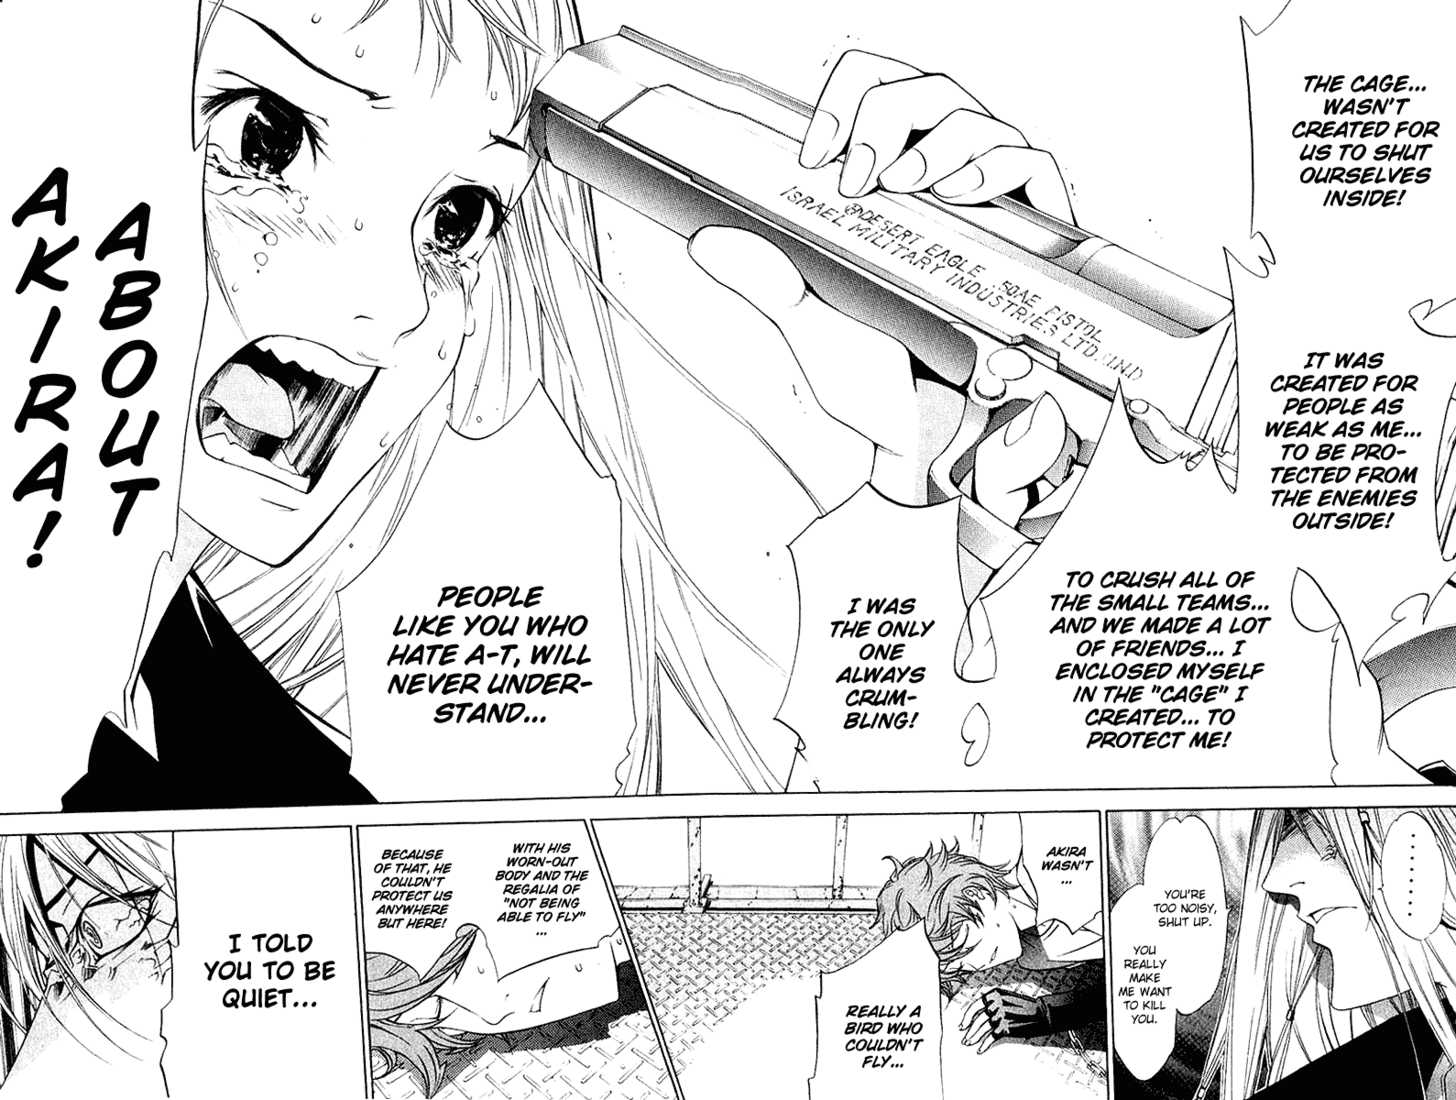 THE CAGE...
WASN'T
CREATED FOR
US TO SHUT
OURSELVES
INSIDE!
IT WAS
CREATED FOR
PEOPLE AS
WEAK AS ME...
TO BE PRO-
TECTED FROM
THE ENEMIES
OUTSIDE!
TO CRUSH ALL OF
THE SMALL TEAMS...
AND WE MADE A LOT
OF FRIENDS... I
ENCLOSED MYSELF
IN THE "CAGE" I
CREATED... TO
PROTECT ME!
DESERT EAGLE .50AE PISTOL
ISRAEL MILITARY INDUSTRIES LTD.
I WAS
THE ONLY
ONE
ALWAYS
CRUM-
BLING!
PEOPLE
LIKE YOU WHO
HATE A-T, WILL
NEVER UNDER-
STAND...
ABOUT
AKIRA!
......
YOU'RE
TOO NOISY,
SHUT UP.
YOU
REALLY
MAKE
ME WANT
TO KILL
YOU.
AKIRA
WASN'T
...
REALLY A
BIRD WHO
COULDN'T
FLY...
WITH HIS
WORN-OUT
BODY AND THE
REGALIA OF
"NOT BEING
ABLE TO FLY"
...
BECAUSE
OF THAT, HE
COULDN'T
PROTECT US
ANYWHERE
BUT HERE!
I TOLD
YOU TO BE
QUIET...